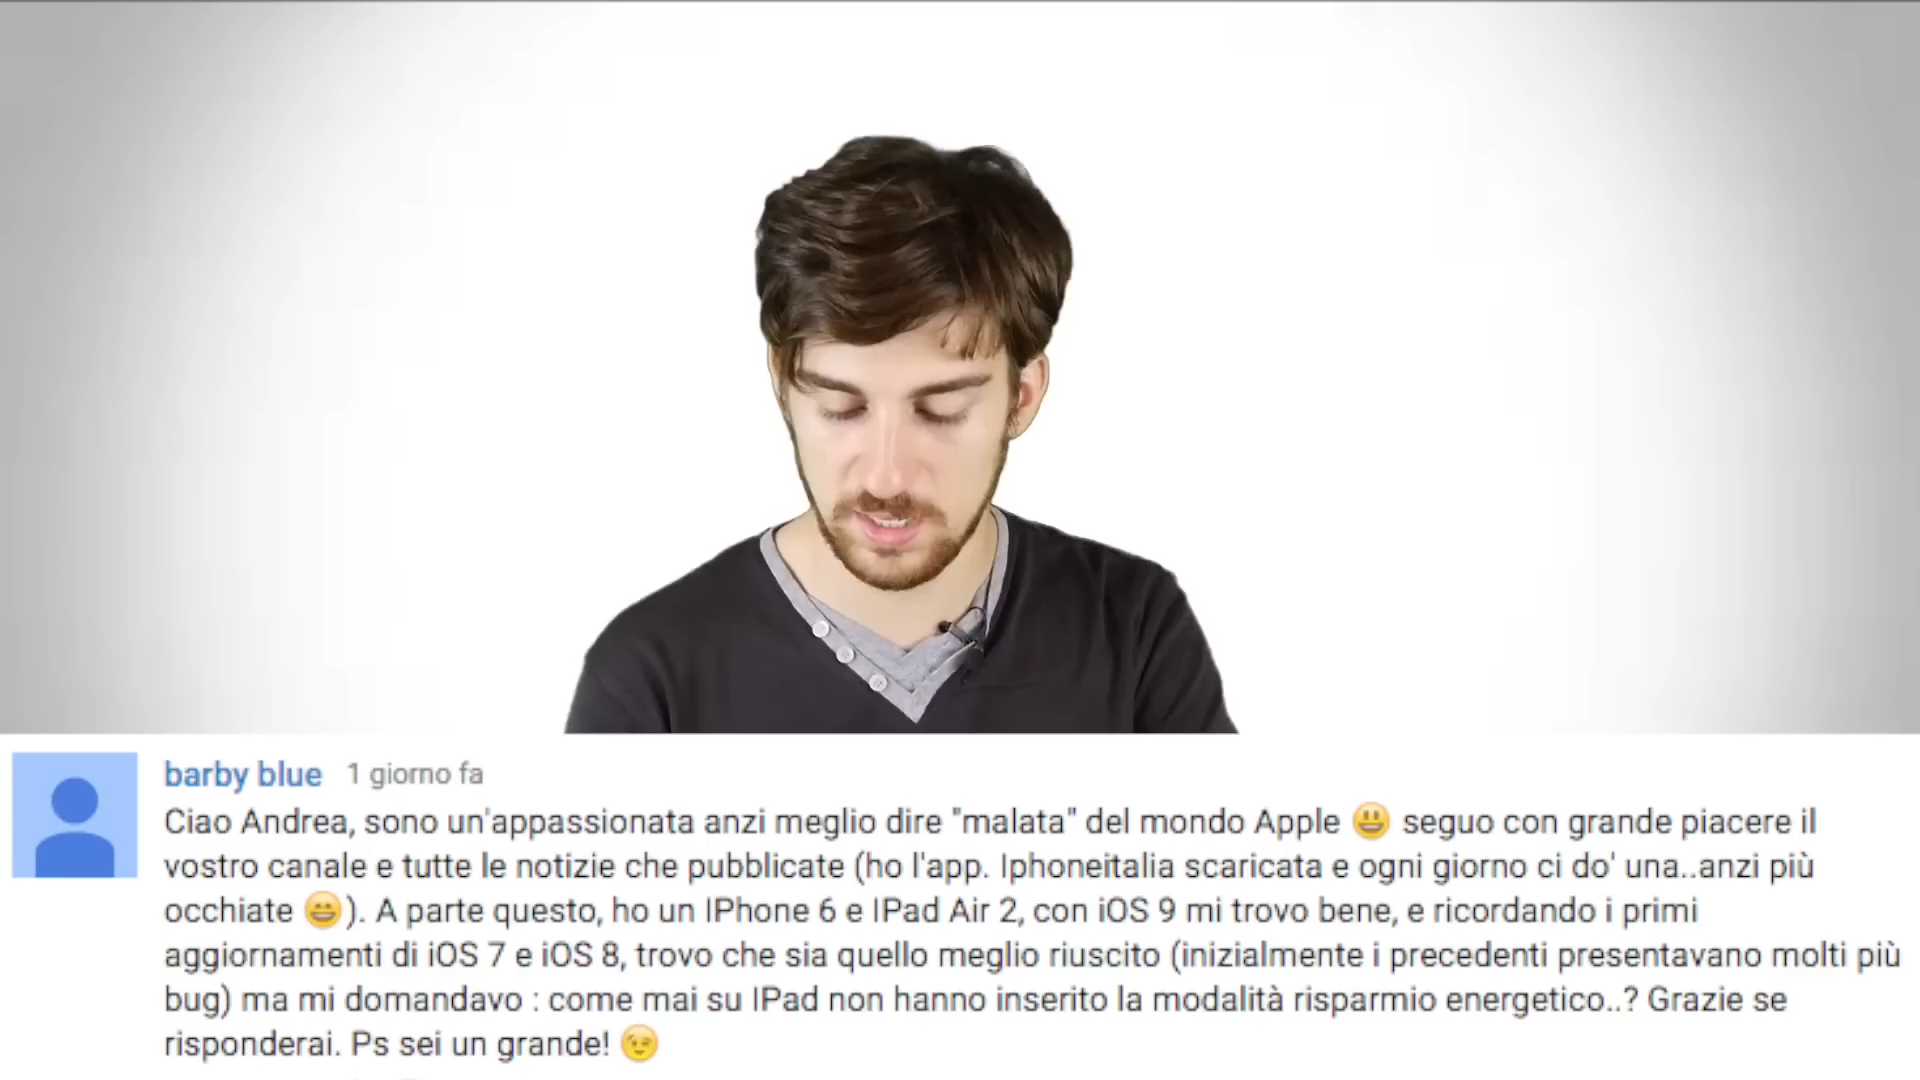 barby blue 1 giorno fa
Ciao Andrea, sono un'appassionata anzi meglio dire "malata" del mondo Apple 😃 seguo con grande piacere il
vostro canale e tutte le notizie che pubblicate (ho l'app. Iphoneitalia scaricata e ogni giorno ci do' una..anzi più
occhiate 😄). A parte questo, ho un IPhone 6 e IPad Air 2, con iOS 9 mi trovo bene, e ricordando i primi
aggiornamenti di iOS 7 e iOS 8, trovo che sia quello meglio riuscito (inizialmente i precedenti presentavano molti più
bug) ma mi domandavo : come mai su IPad non hanno inserito la modalità risparmio energetico..? Grazie se
risponderai. Ps sei un grande! 😉